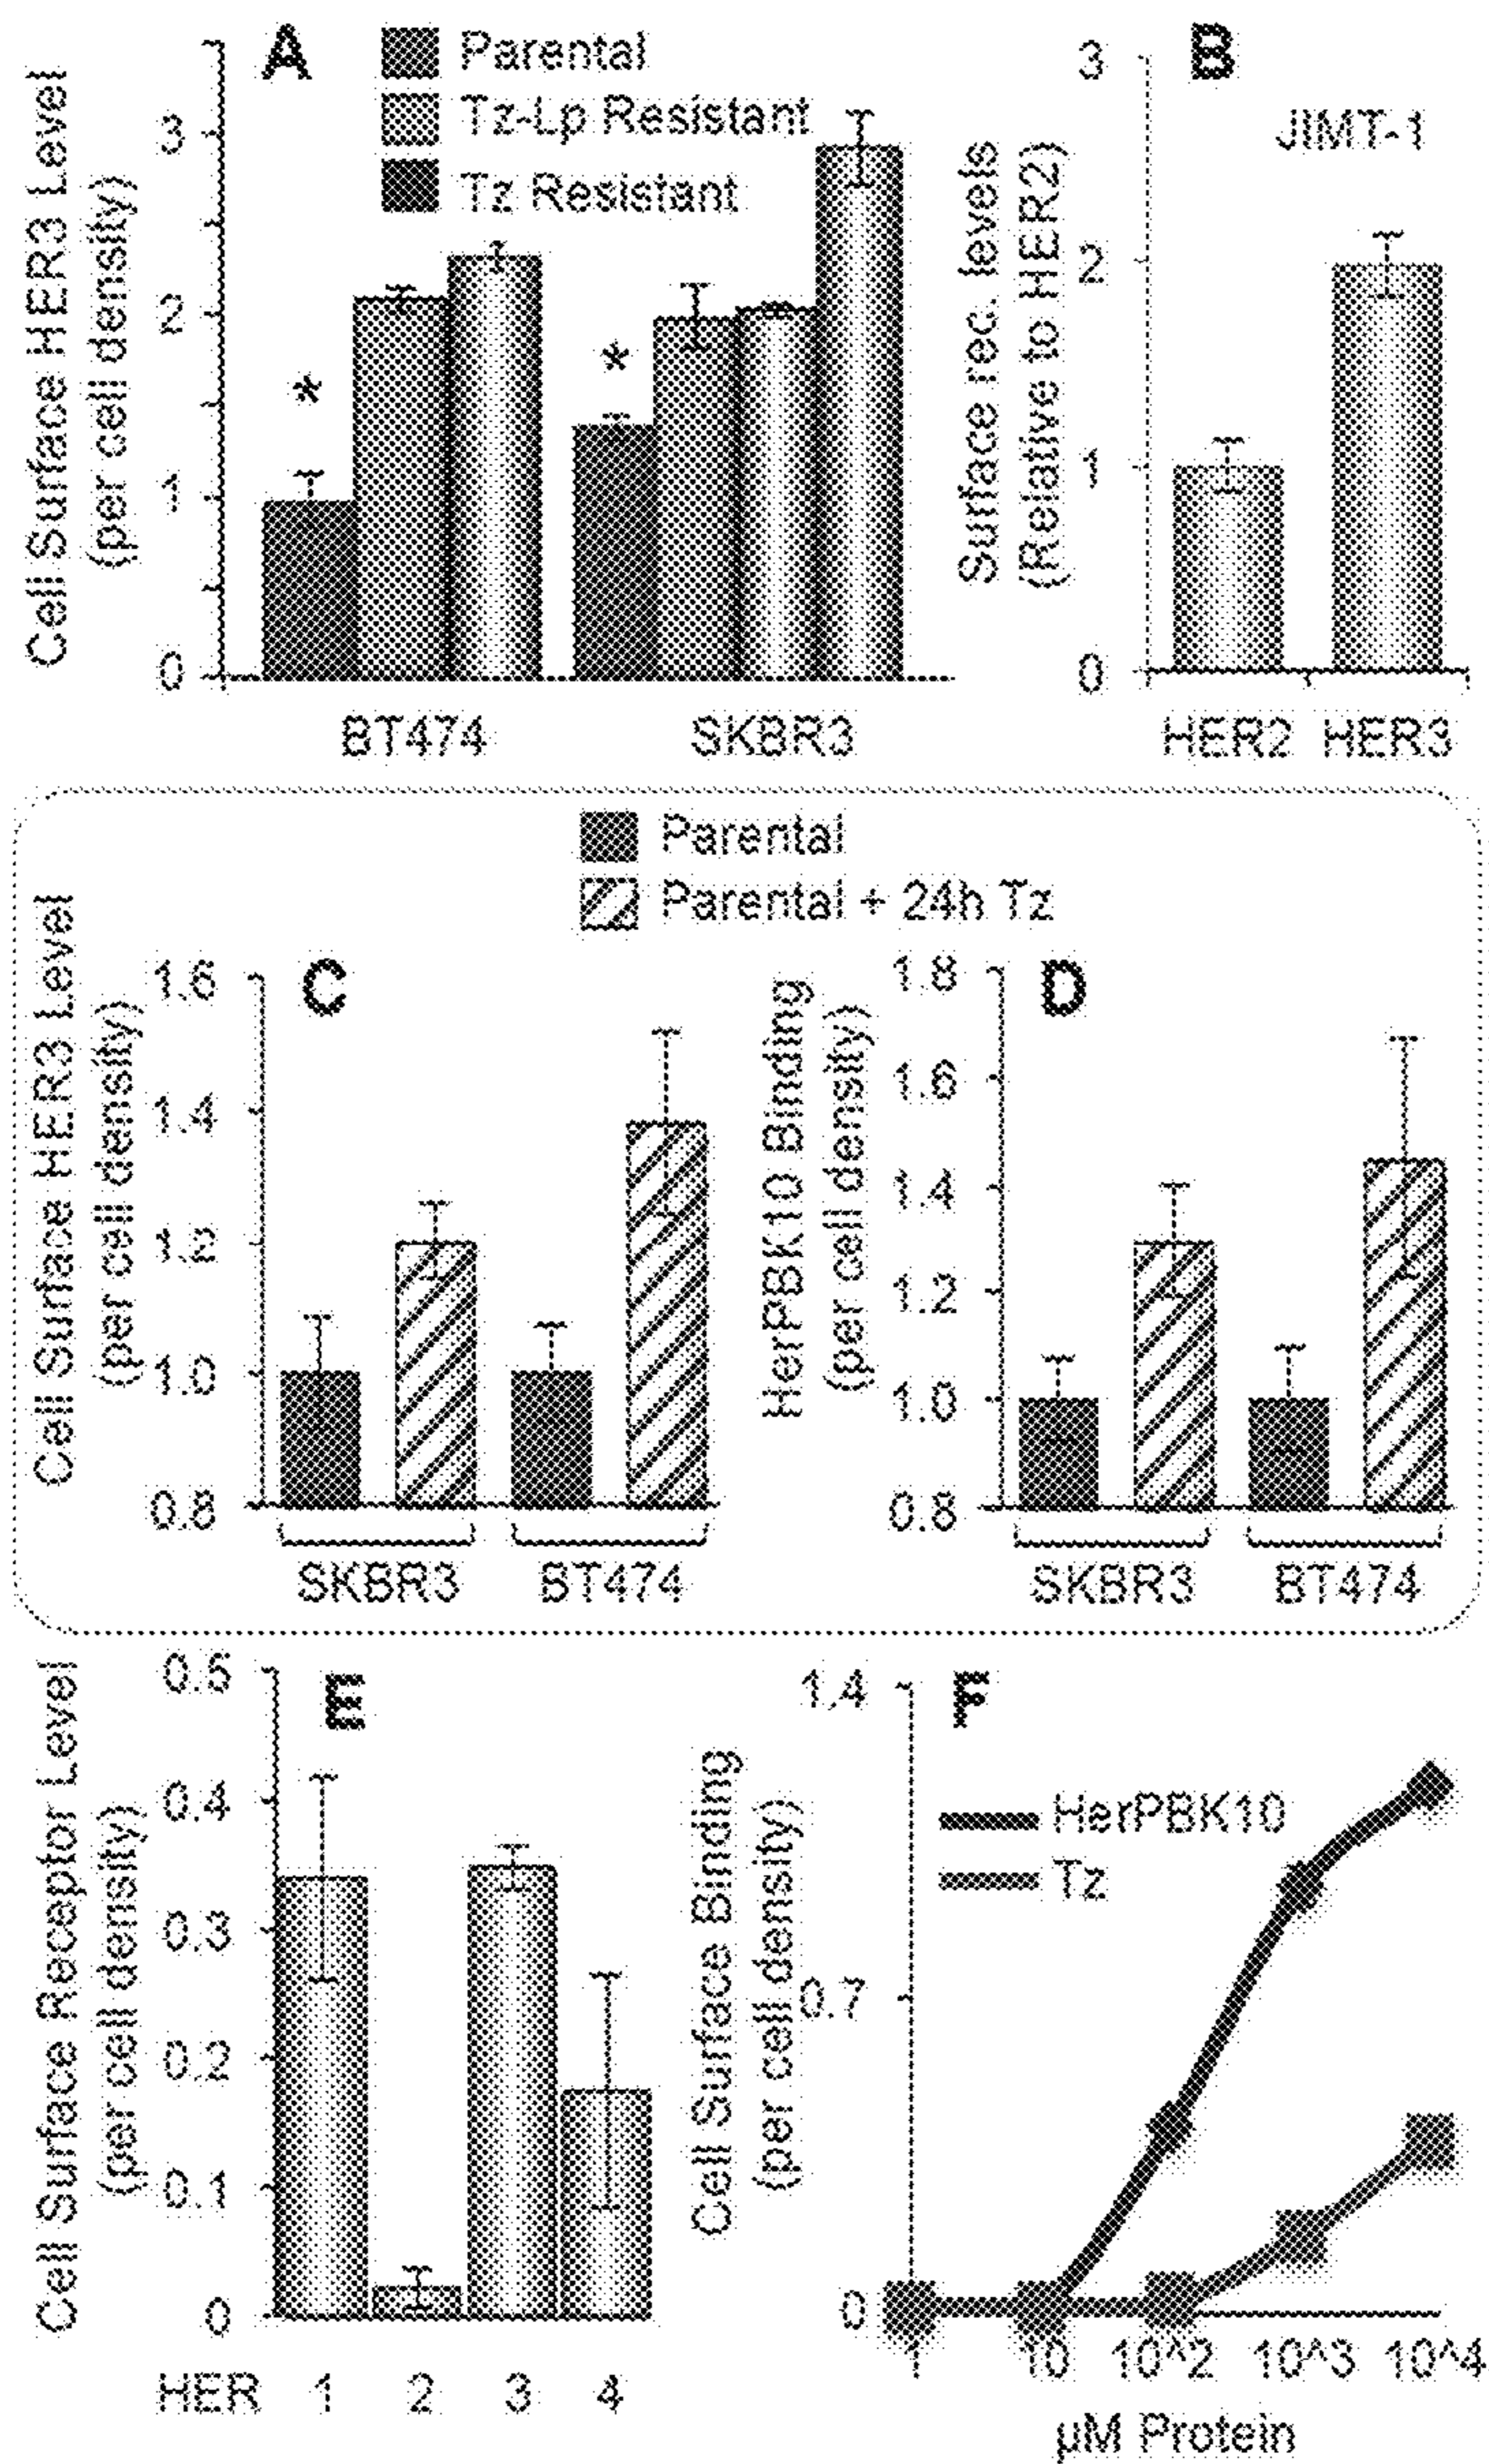 A
Parental
Tz-Lp Resistant
Tz Resistant
Cell Surface HER3 Level
(per cell density)
3
2
1
0
*
*
BT474
SKBR3
B
JIMT-1
Surface rec. levels
(Relative to HER2)
3
2
1
0
HER2
HER3
Parental
Parental + 24h Tz
C
Cell Surface HER3 Level
(per cell density)
1.6
1.4
1.2
1.0
0.8
SKBR3
BT474
D
HerPBK10 Binding
(per cell density)
1.8
1.6
1.4
1.2
1.0
0.8
SKBR3
BT474
E
Cell Surface Receptor Level
(per cell density)
0.5
0.4
0.3
0.2
0.1
0
HER 1 2 3 4
F
HerPBK10
Tz
Cell Surface Binding
(per cell density)
1.4
0.7
0
1 10 10^2 10^3 10^4
µM Protein